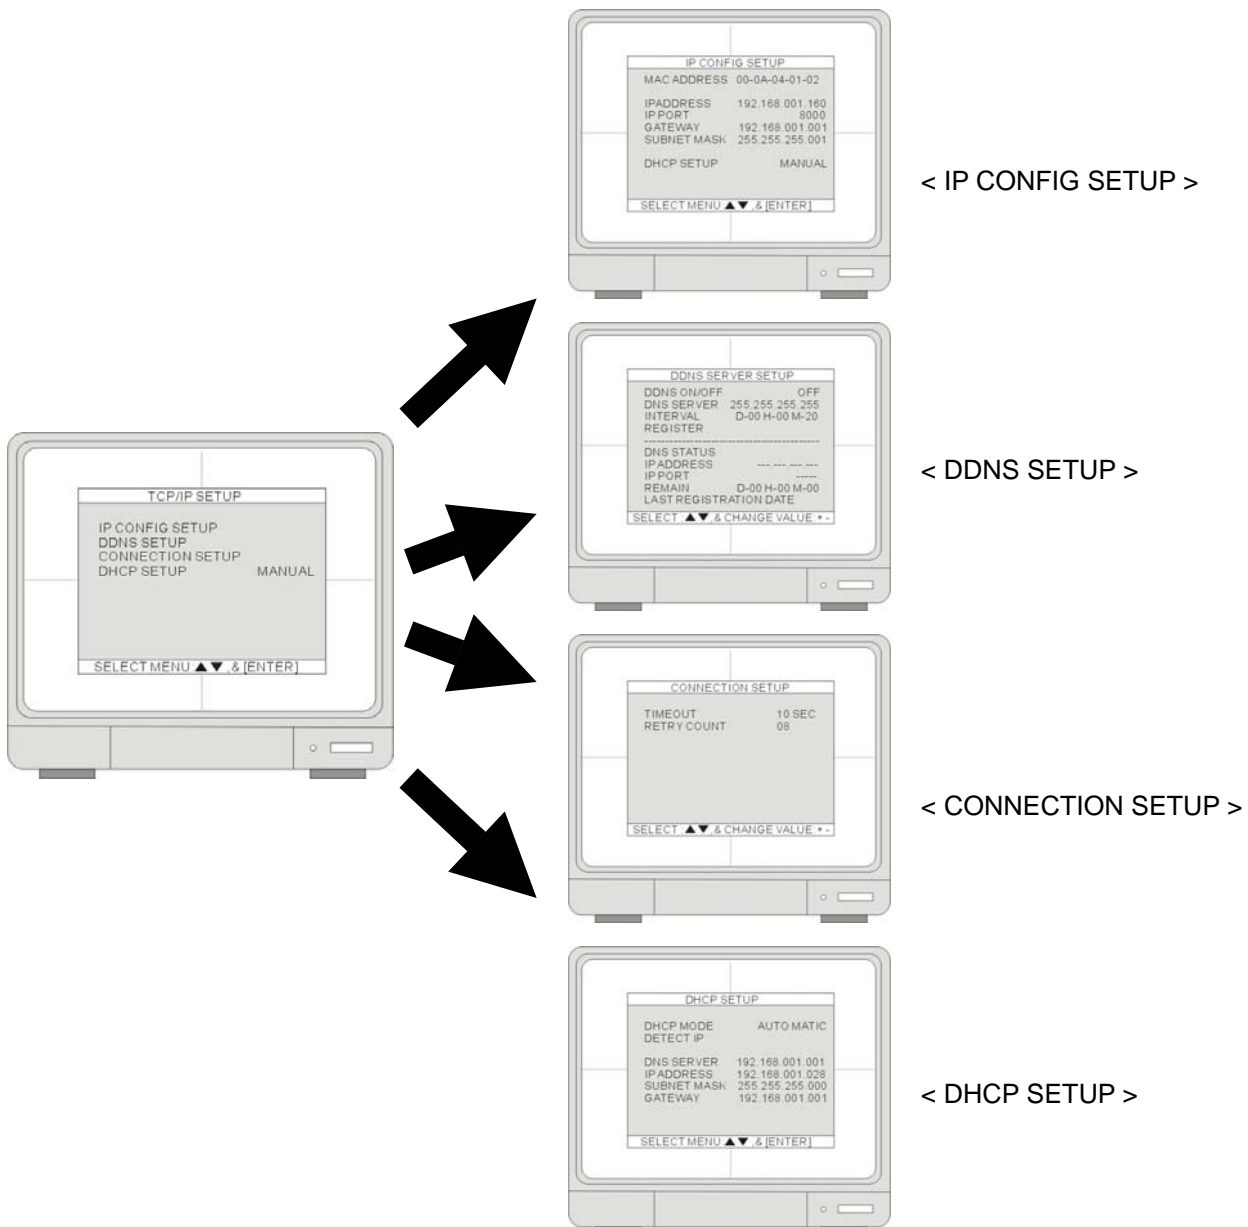 IP CONFIG SETUP
MAC ADDRESS 00-0A-04-01-02
IPADDRESS 192.168.001.160
IP PORT 8000
GATEWAY 192.168.001.001
SUBNET MASK 255.255.255.001
DHCP SETUP MANUAL
SELECT MENU:▲▼,& [ENTER]
< IP CONFIG SETUP >
DDNS SERVER SETUP
DDNS ON/OFF OFF
DNS SERVER 255.255.255.255
INTERVAL D-00 H-00 M-20
REGISTER
--------------------------------------------
DNS STATUS
IPADDRESS ---.---.---.---
IP PORT -----
REMAIN D-00 H-00 M-00
LAST REGISTRATION DATE
SELECT :▲▼,& CHANGE VALUE:+ -
< DDNS SETUP >
TCP/IP SETUP
IP CONFIG SETUP
DDNS SETUP
CONNECTION SETUP
DHCP SETUP MANUAL
SELECT MENU:▲▼,& [ENTER]
CONNECTION SETUP
TIMEOUT 10 SEC
RETRY COUNT 08
SELECT :▲▼,& CHANGE VALUE:+ -
< CONNECTION SETUP >
DHCP SETUP
DHCP MODE AUTO MATIC
DETECT IP
DNS SERVER 192.168.001.001
IPADDRESS 192.168.001.028
SUBNET MASK 255.255.255.000
GATEWAY 192.168.001.001
SELECT MENU:▲▼,& [ENTER]
< DHCP SETUP >